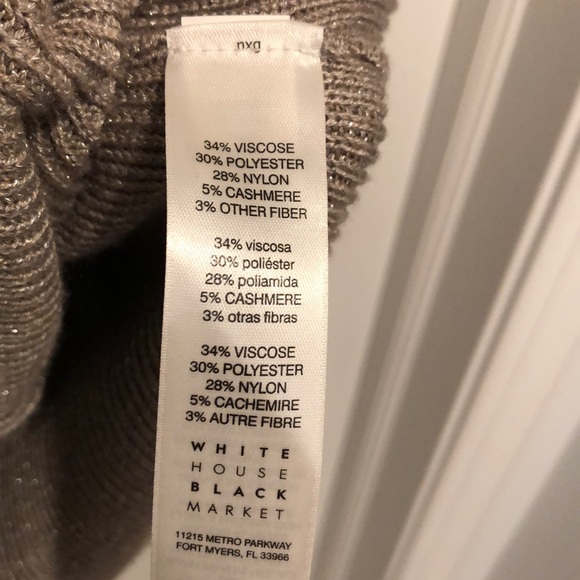 nxg
34% VISCOSE
30% POLYESTER
28% NYLON
5% CASHMERE
3% OTHER FIBER
34% viscosa
30% poliéster
28% poliamida
5% CASHMERE
3% otras fibras
34% VISCOSE
30% POLYESTER
28% NYLON
5% CACHEMIRE
3% AUTRE FIBRE
WHITE
HOUSE
BLACK
MARKET
11215 METRO PARKWAY
FORT MYERS, FL 33966